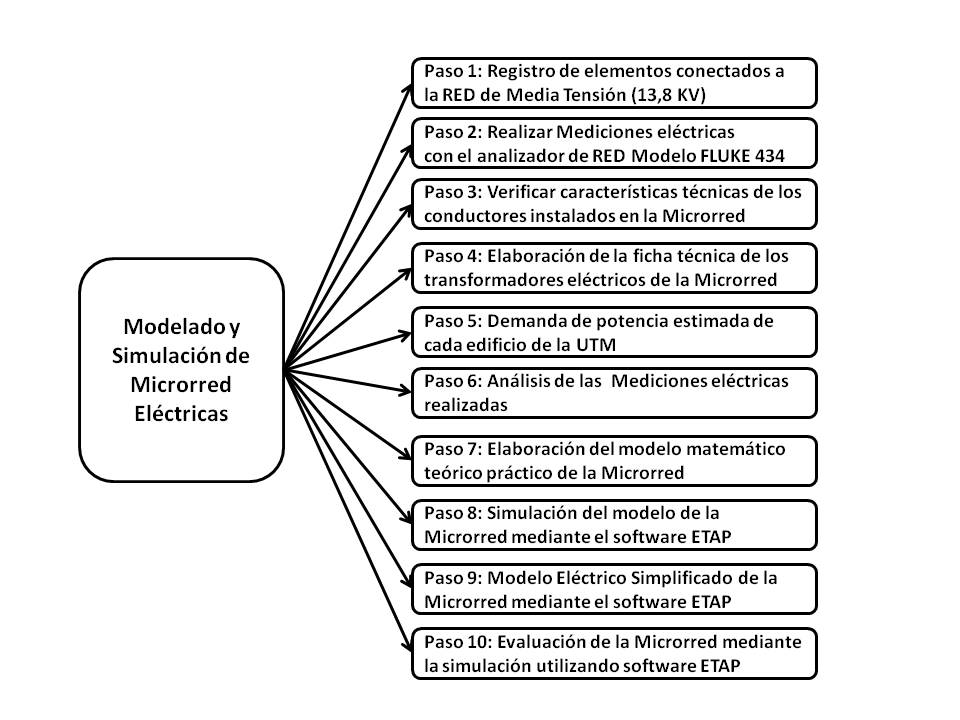 Modelado y
Simulación de
Microrred
Eléctricas
Paso 1: Registro de elementos conectados a
la RED de Media Tensión (13,8 KV)
Paso 2: Realizar Mediciones eléctricas
con el analizador de RED Modelo FLUKE 434
Paso 3: Verificar características técnicas de los
conductores instalados en la Microrred
Paso 4: Elaboración de la ficha técnica de los
transformadores eléctricos de la Microrred
Paso 5: Demanda de potencia estimada de
cada edificio de la UTM
Paso 6: Análisis de las Mediciones eléctricas
realizadas
Paso 7: Elaboración del modelo matemático
teórico práctico de la Microrred
Paso 8: Simulación del modelo de la
Microrred mediante el software ETAP
Paso 9: Modelo Eléctrico Simplificado de la
Microrred mediante el software ETAP
Paso 10: Evaluación de la Microrred mediante
la simulación utilizando software ETAP